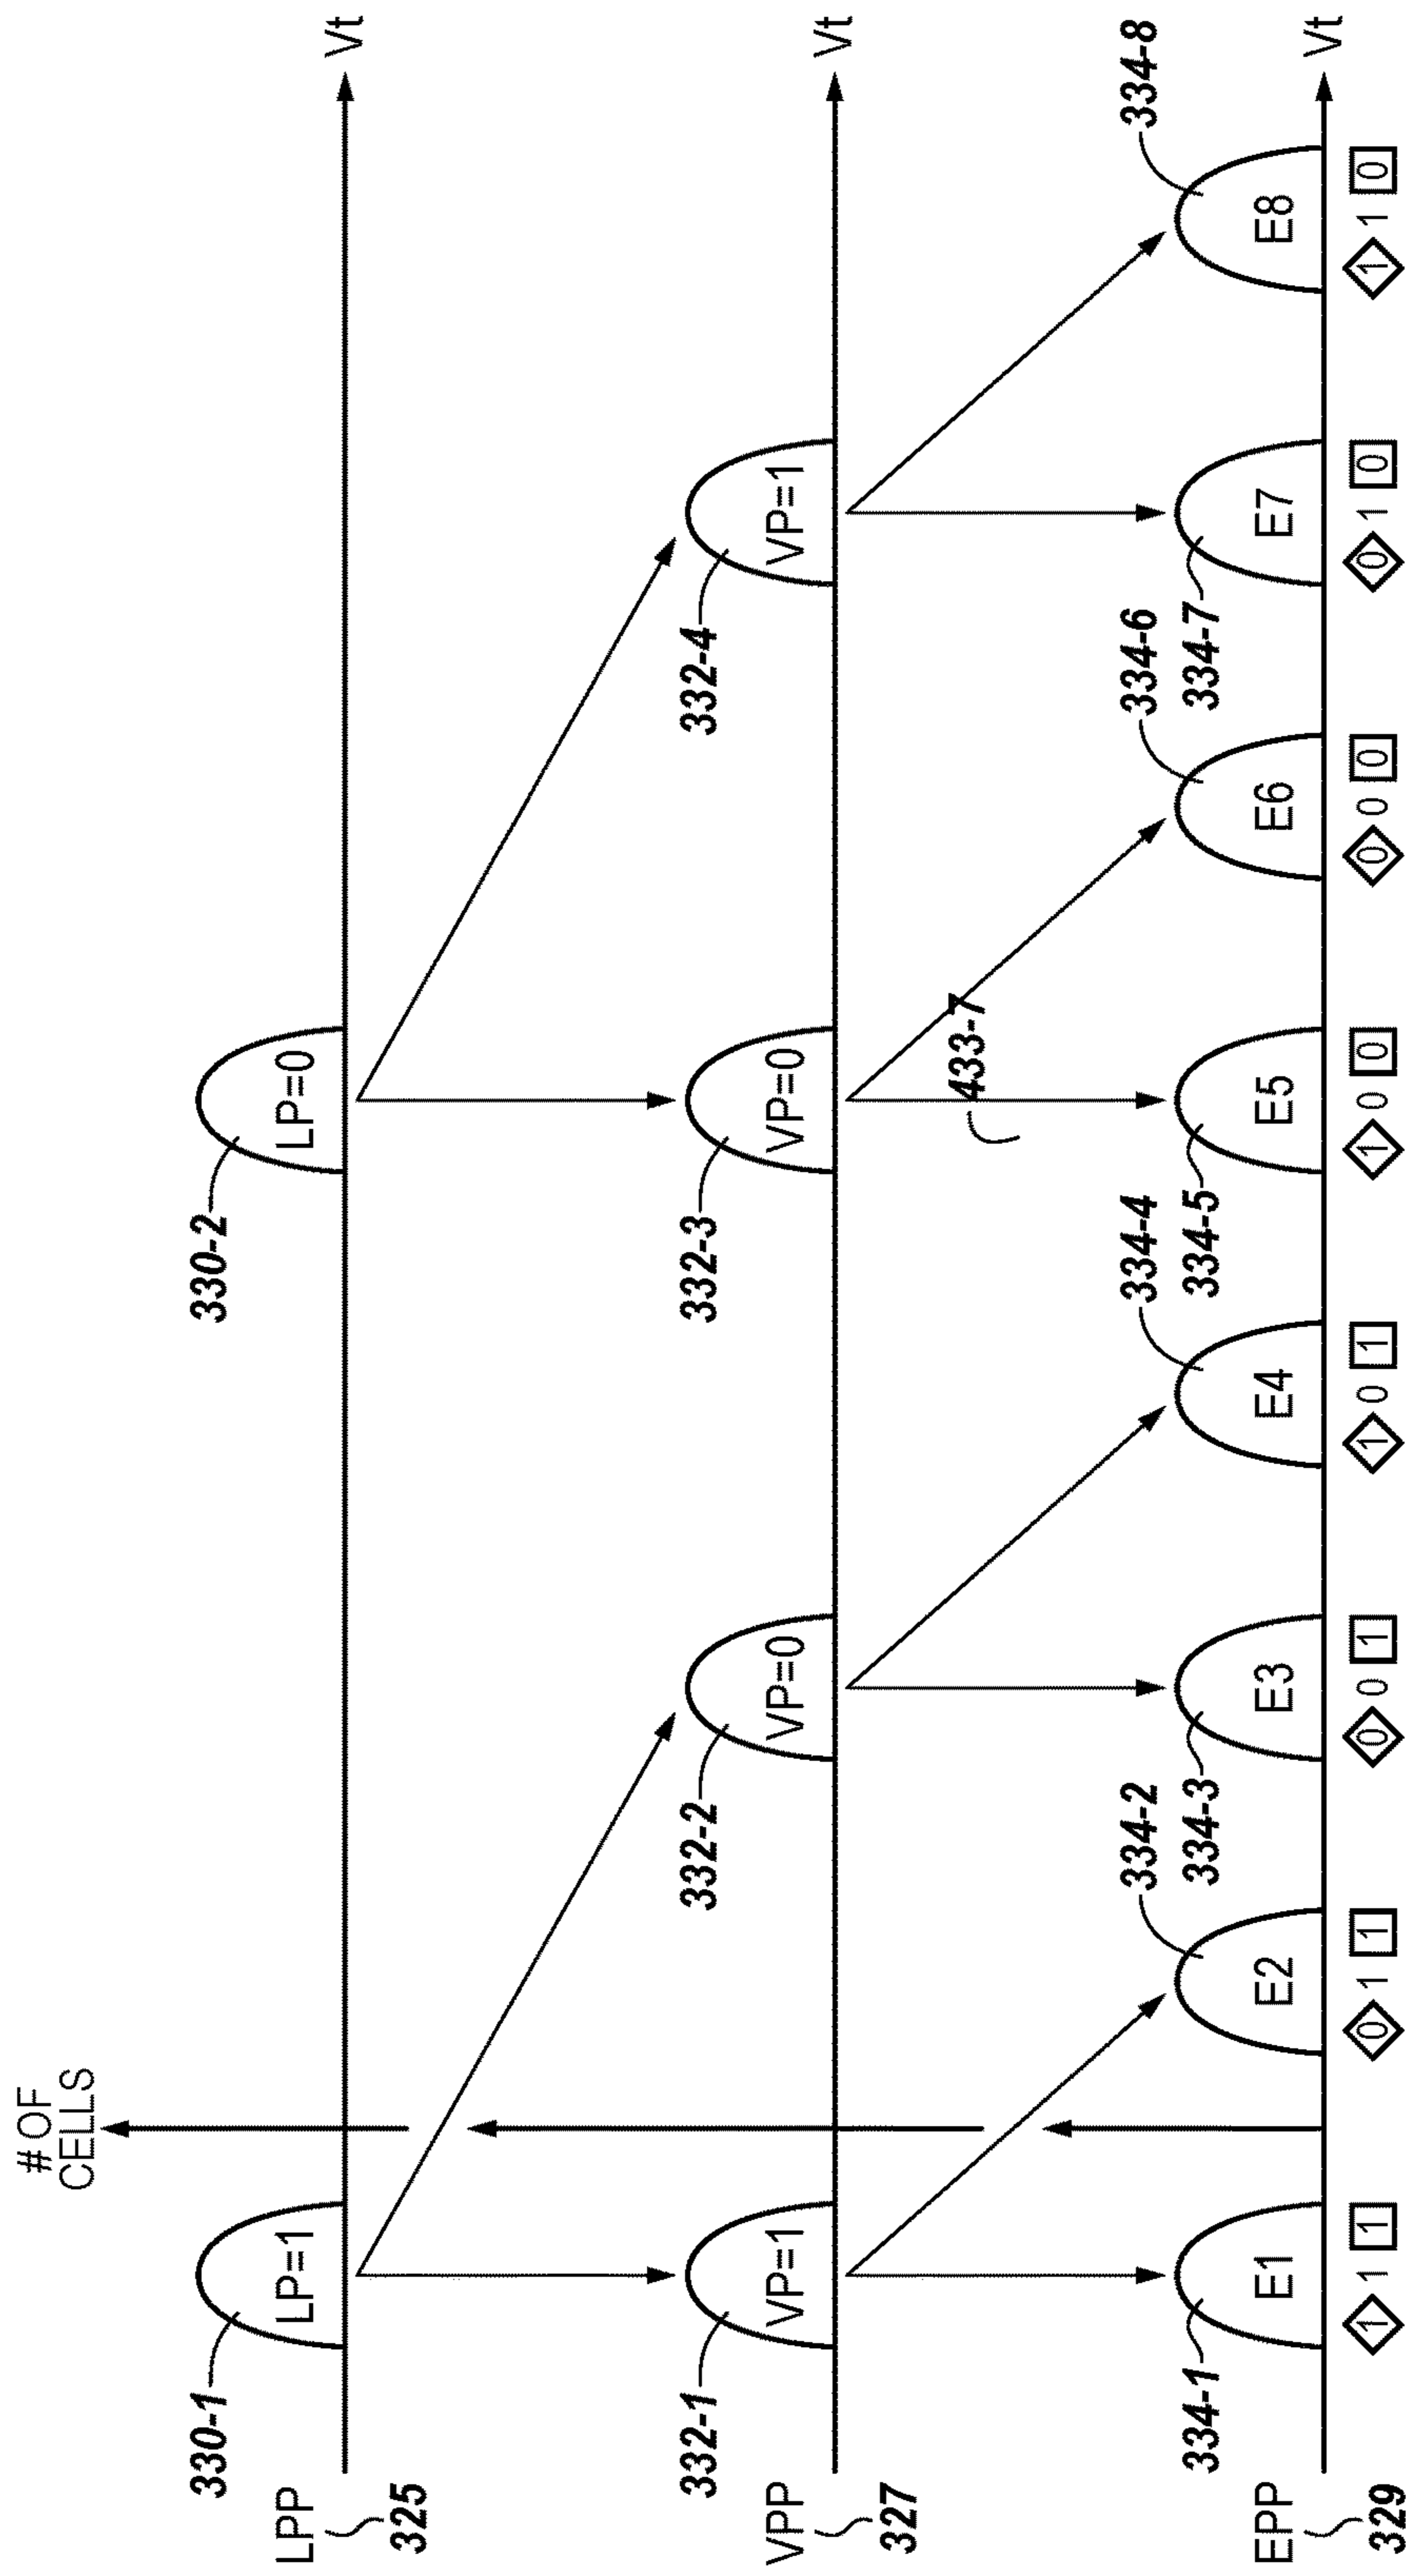 # OF
CELLS
330-1
LP=1
330-2
LP=0
Vt
LPP
325
332-1
VP=1
332-2
VP=0
332-3
VP=0
332-4
VP=1
Vt
VPP
327
433-7
334-2
334-4
334-6
334-8
334-1
334-3
334-5
334-7
E1 E2 E3 E4 E5 E6 E7 E8
Vt
EPP
329
1 1 1 0 1 1 0 0 1 1 0 1 1 0 0 0 0 0 0 1 0 1 1 0